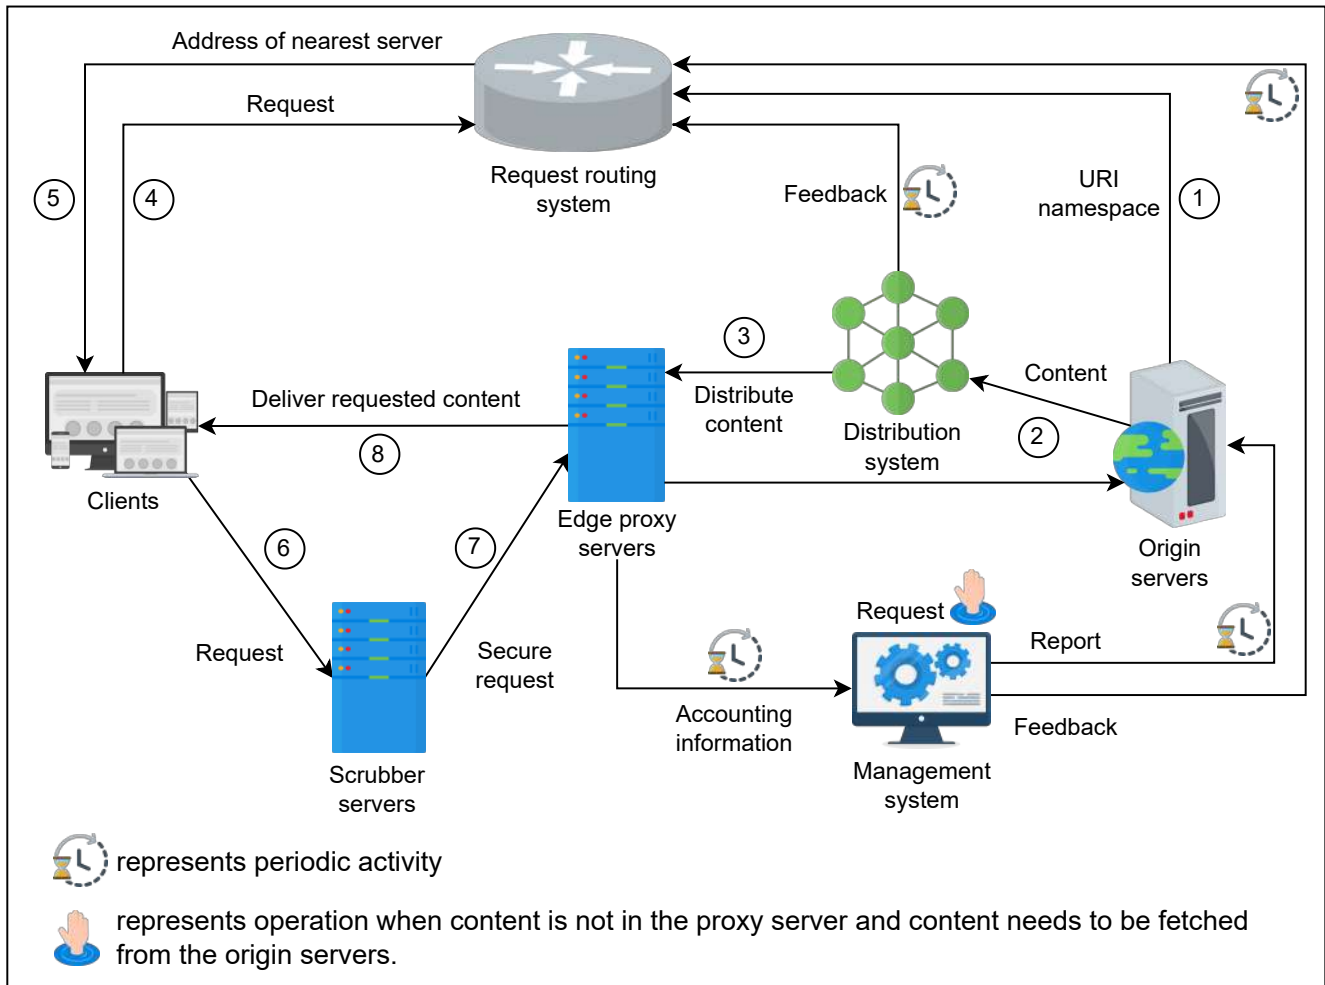 Address of nearest server
Request
Request routing
system
5
4
Feedback
URI
namespace
1
3
Content
Distribute
content
2
Distribution
system
Deliver requested content
8
Clients
Edge proxy
servers
Origin
servers
6
7
Request
Secure
request
Scrubber
servers
Request
Report
Accounting
information
Feedback
Management
system
represents periodic activity
represents operation when content is not in the proxy server and content needs to be fetched
from the origin servers.